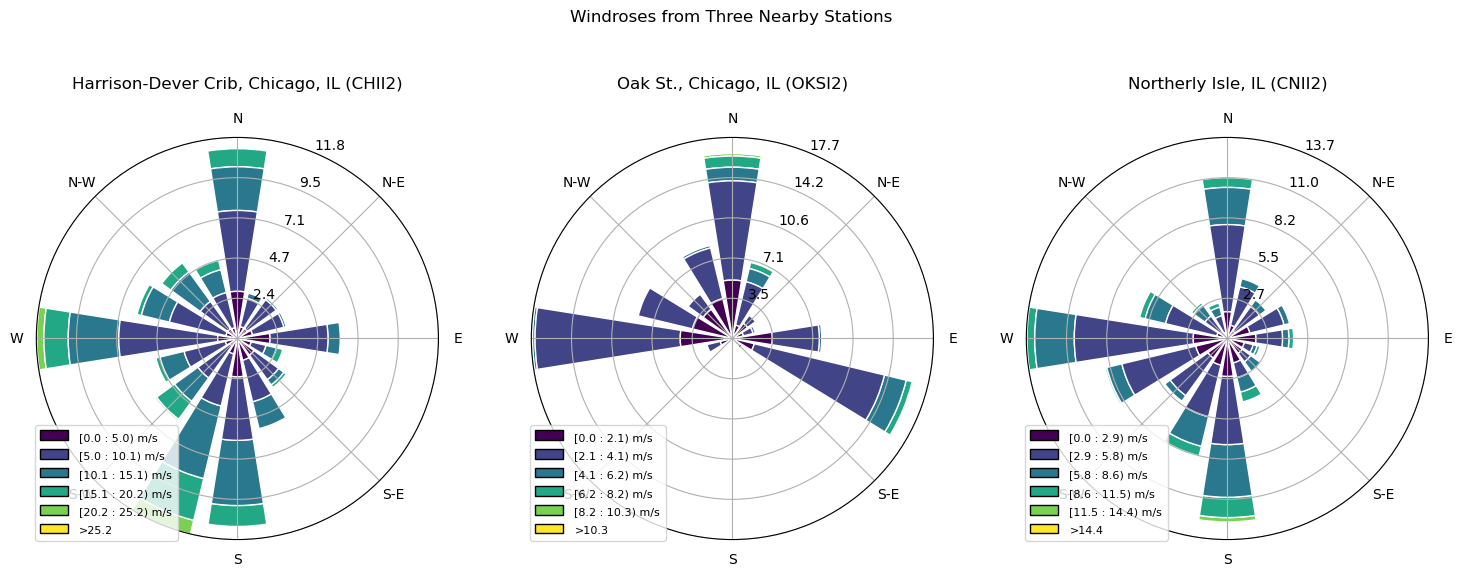 Windroses from Three Nearby Stations
Harrison-Dever Crib, Chicago, IL (CHII2)
N
N-E
E
S-E
S
W
N-W
2.4
4.7
7.1
9.5
11.8
[0.0 : 5.0) m/s
[5.0 : 10.1) m/s
[10.1 : 15.1) m/s
[15.1 : 20.2) m/s
[20.2 : 25.2) m/s
>25.2
Oak St., Chicago, IL (OKSI2)
N
N-E
E
S-E
S
W
N-W
3.5
7.1
10.6
14.2
17.7
[0.0 : 2.1) m/s
[2.1 : 4.1) m/s
[4.1 : 6.2) m/s
[6.2 : 8.2) m/s
[8.2 : 10.3) m/s
>10.3
Northerly Isle, IL (CNII2)
N
N-E
E
S-E
S
W
N-W
2.7
5.5
8.2
11.0
13.7
[0.0 : 2.9) m/s
[2.9 : 5.8) m/s
[5.8 : 8.6) m/s
[8.6 : 11.5) m/s
[11.5 : 14.4) m/s
>14.4